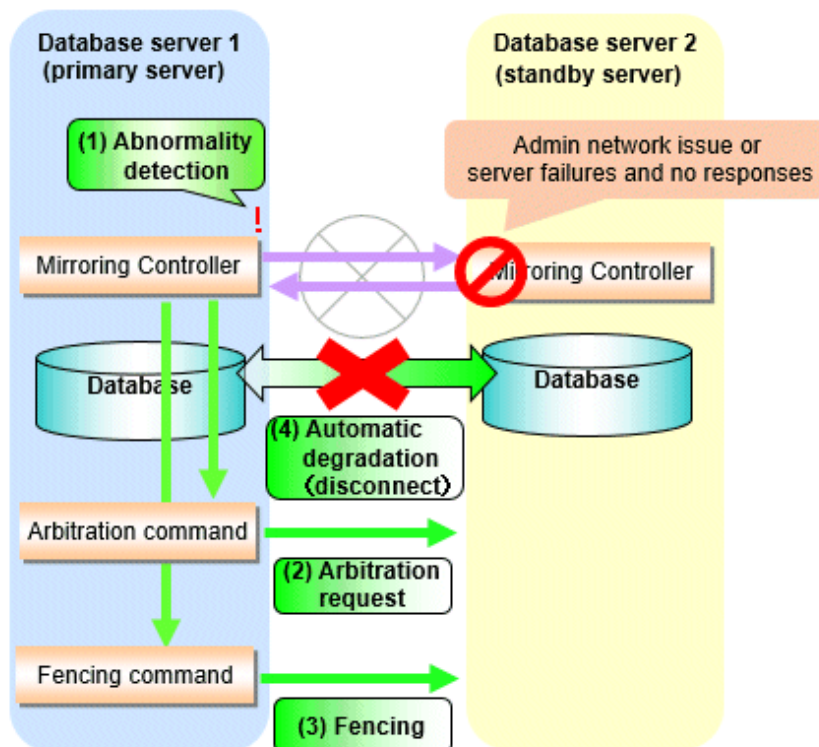 Database server 1
(primary server)
Database server 2
(standby server)
(1) Abnormality
detection
Admin network issue or
server failures and no responses
!
Mirroring Controller
Mirroring Controller
Database
Database
(4) Automatic
degradation
(disconnect)
Arbitration command
(2) Arbitration
request
Fencing command
(3) Fencing